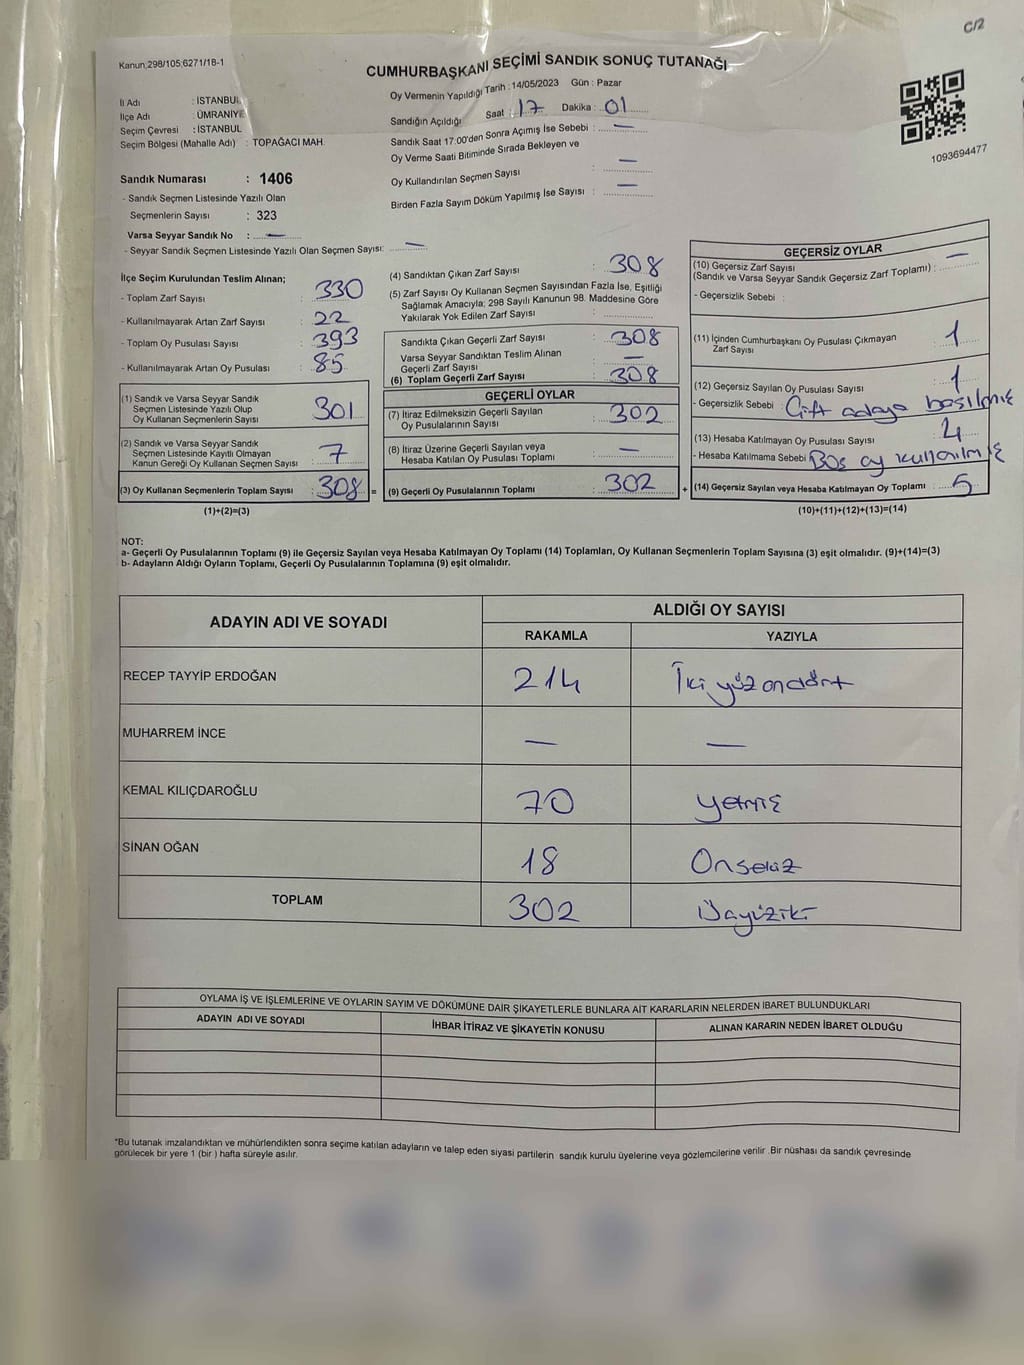 C/2
Kanun,298/105;6271/18-1
CUMHURBAŞKANI SEÇİMİ SANDIK SONUÇ TUTANAĞI
Oy Vermenin Yapıldığı Tarih : 14/05/2023 Gün : Pazar
İl Adı : İSTANBUL
İlçe Adı : ÜMRANİYE
Seçim Çevresi : İSTANBUL
Seçim Bölgesi (Mahalle Adı) : TOPAĞACI MAH.
Sandığın Açıldığı Saat : 17 Dakika : 01
Sandık Saat 17:00'den Sonra Açımış İse Sebebi : —
Oy Verme Saati Bitiminde Sırada Bekleyen ve
Oy Kullandırılan Seçmen Sayısı : —
Birden Fazla Sayım Döküm Yapılmış İse Sayısı : —
1093694477
Sandık Numarası : 1406
- Sandık Seçmen Listesinde Yazılı Olan
Seçmenlerin Sayısı : 323
Varsa Seyyar Sandık No : —
- Seyyar Sandık Seçmen Listesinde Yazılı Olan Seçmen Sayısı: —
İlçe Seçim Kurulundan Teslim Alınan;
- Toplam Zarf Sayısı : 330
- Kullanılmayarak Artan Zarf Sayısı : 22
- Toplam Oy Pusulası Sayısı : 393
- Kullanılmayarak Artan Oy Pusulası : 85
(1) Sandık ve Varsa Seyyar Sandık
Seçmen Listesinde Yazılı Olup
Oy Kullanan Seçmenlerin Sayısı : 301
(2) Sandık ve Varsa Seyyar Sandık
Seçmen Listesinde Kayıtlı Olmayan
Kanun Gereği Oy Kullanan Seçmen Sayısı : 7
(3) Oy Kullanan Seçmenlerin Toplam Sayısı : 308 =
(1)+(2)=(3)
(4) Sandıktan Çıkan Zarf Sayısı : 308
(5) Zarf Sayısı Oy Kullanan Seçmen Sayısından Fazla İse, Eşitliği
Sağlamak Amacıyla; 298 Sayılı Kanunun 98. Maddesine Göre
Yakılarak Yok Edilen Zarf Sayısı :
Sandıkta Çıkan Geçerli Zarf Sayısı : 308
Varsa Seyyar Sandıktan Teslim Alınan
Geçerli Zarf Sayısı : —
(6) Toplam Geçerli Zarf Sayısı : 308
GEÇERLİ OYLAR
(7) İtiraz Edilmeksizin Geçerli Sayılan
Oy Pusulalarının Sayısı : 302
(8) İtiraz Üzerine Geçerli Sayılan veya
Hesaba Katılan Oy Pusulası Toplamı : —
(9) Geçerli Oy Pusulalarının Toplamı : 302 +
GEÇERSİZ OYLAR
(10) Geçersiz Zarf Sayısı
(Sandık ve Varsa Seyyar Sandık Geçersiz Zarf Toplamı) : —
- Geçersizlik Sebebi :
(11) İçinden Cumhurbaşkanı Oy Pusulası Çıkmayan
Zarf Sayısı : 1
(12) Geçersiz Sayılan Oy Pusulası Sayısı : 1
- Geçersizlik Sebebi : Çift adaya basılmış
(13) Hesaba Katılmayan Oy Pusulası Sayısı : 4
- Hesaba Katılmama Sebebi : Boş oy kullanılmış
(14) Geçersiz Sayılan veya Hesaba Katılmayan Oy Toplamı : 5
(10)+(11)+(12)+(13)=(14)
NOT:
a- Geçerli Oy Pusulalarının Toplamı (9) ile Geçersiz Sayılan veya Hesaba Katılmayan Oy Toplamı (14) Toplamları, Oy Kullanan Seçmenlerin Toplam Sayısına (3) eşit olmalıdır. (9)+(14)=(3)
b- Adayların Aldığı Oyların Toplamı, Geçerli Oy Pusulalarının Toplamına (9) eşit olmalıdır.
ADAYIN ADI VE SOYADI ALDIĞI OY SAYISI
RAKAMLA YAZIYLA
RECEP TAYYİP ERDOĞAN 214 İki yüz ondört
MUHARREM İNCE — —
KEMAL KILIÇDAROĞLU 70 yetmiş
SİNAN OĞAN 18 Onsekiz
TOPLAM 302 Üçyüziki
OYLAMA İŞ VE İŞLEMLERİNE VE OYLARIN SAYIM VE DÖKÜMÜNE DAİR ŞİKAYETLERLE BUNLARA AİT KARARLARIN NELERDEN İBARET BULUNDUKLARI
ADAYIN ADI VE SOYADI İHBAR İTİRAZ VE ŞİKAYETİN KONUSU ALINAN KARARIN NEDEN İBARET OLDUĞU
*Bu tutanak imzalandıktan ve mühürlendikten sonra seçime katılan adayların ve talep eden siyasi partilerin sandık kurulu üyelerine veya gözlemcilerine verilir .Bir nüshası da sandık çevresinde
görülecek bir yere 1 (bir ) hafta süreyle asılır.